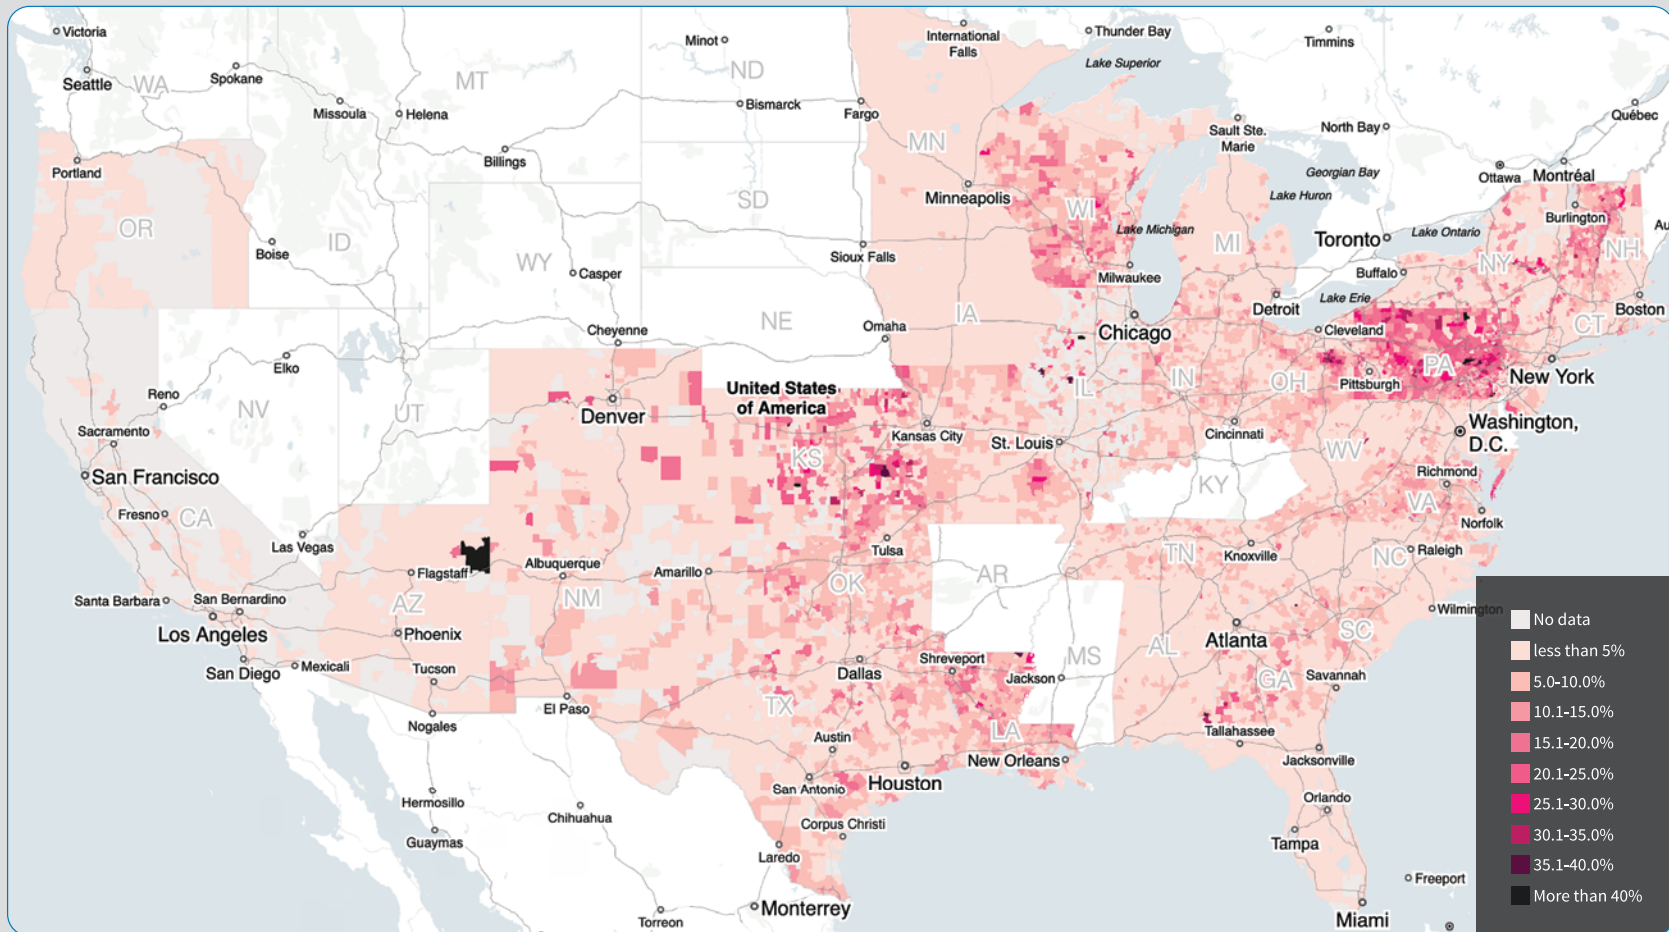 Victoria
Seattle
WA
Spokane
Missoula
Helena
MT
Minot
ND
Bismarck
Fargo
International
Falls
Thunder Bay
Lake Superior
Timmins
Québec
North Bay
Sault Ste.
Marie
Ottawa
Montréal
Georgian Bay
Lake Huron
Portland
Billings
MN
Minneapolis
SD
WI
Burlington
Au
OR
ID
Boise
WY
Casper
Sioux Falls
Lake Michigan
MI
Toronto
Lake Ontario
NH
NY
Buffalo
Milwaukee
Lake Erie
Detroit
Boston
CT
Cheyenne
NE
Omaha
IA
Chicago
Cleveland
PA
Elko
Reno
NV
UT
Denver
United States
of America
IL
IN
OH
Pittsburgh
New York
Sacramento
San Francisco
KS
Kansas City
St. Louis
Cincinnati
WV
Washington,
D.C.
Fresno
CA
Las Vegas
KY
Richmond
VA
Norfolk
Flagstaff
Albuquerque
Amarillo
Tulsa
TN
Knoxville
NC
Raleigh
Santa Barbara
San Bernardino
AZ
NM
OK
AR
Wilmington
Los Angeles
Phoenix
Atlanta
SC
San Diego
Mexicali
Tucson
Dallas
Shreveport
Jackson
MS
AL
GA
Savannah
Nogales
El Paso
TX
LA
Tallahassee
Austin
New Orleans
Jacksonville
San Antonio
Houston
Hermosillo
Chihuahua
Corpus Christi
Orlando
Guaymas
Laredo
Tampa
Monterrey
Torreon
Freeport
Miami
No data
less than 5%
5.0-10.0%
10.1-15.0%
15.1-20.0%
20.1-25.0%
25.1-30.0%
30.1-35.0%
35.1-40.0%
More than 40%